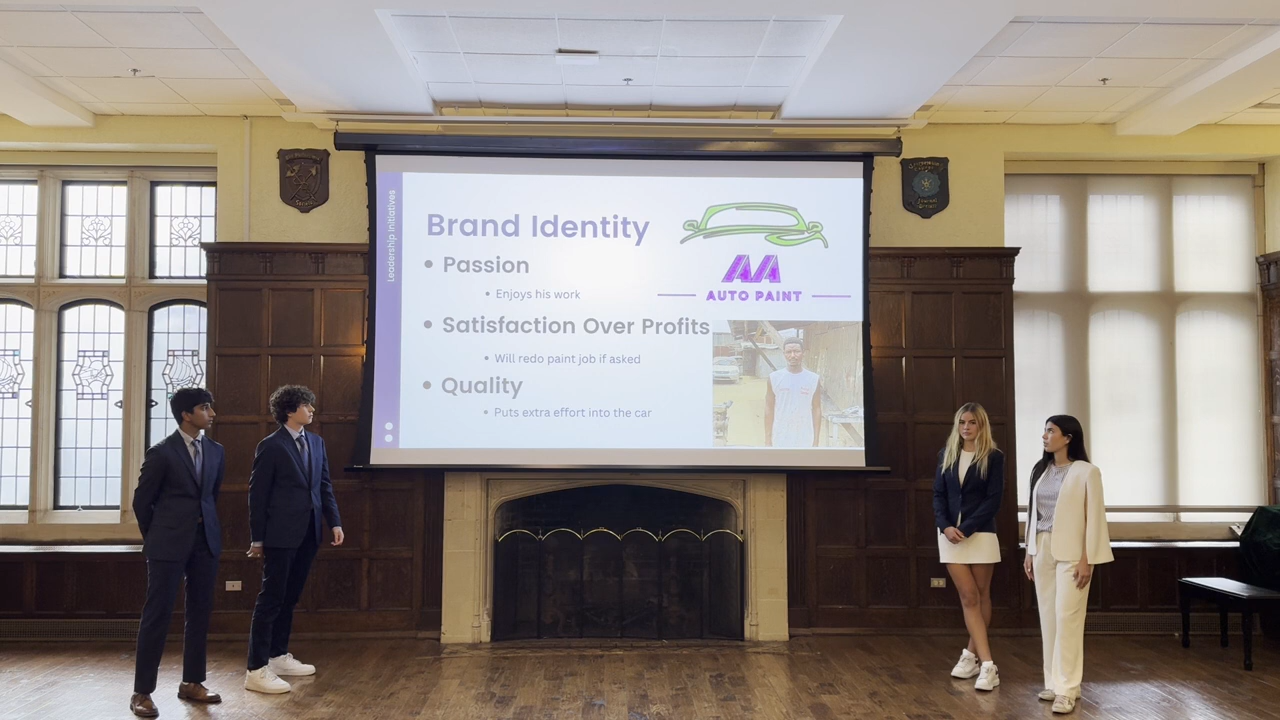 Leadership Initiatives
Brand Identity
• Passion
• Enjoys his work
• Satisfaction Over Profits
• Will redo paint job if asked
• Quality
• Puts extra effort into the car
AA
AUTO PAINT